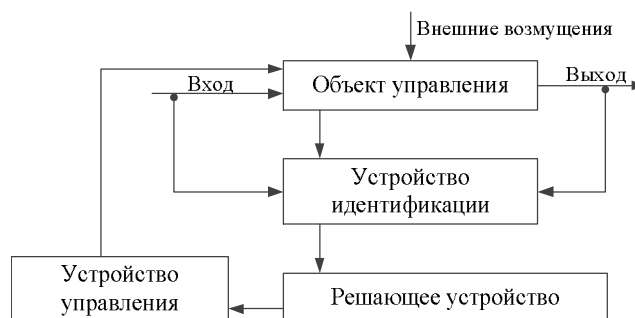 Внешние возмущения
Вход
Объект управления
Выход
Устройство
идентификации
Устройство
управления
Решающее устройство